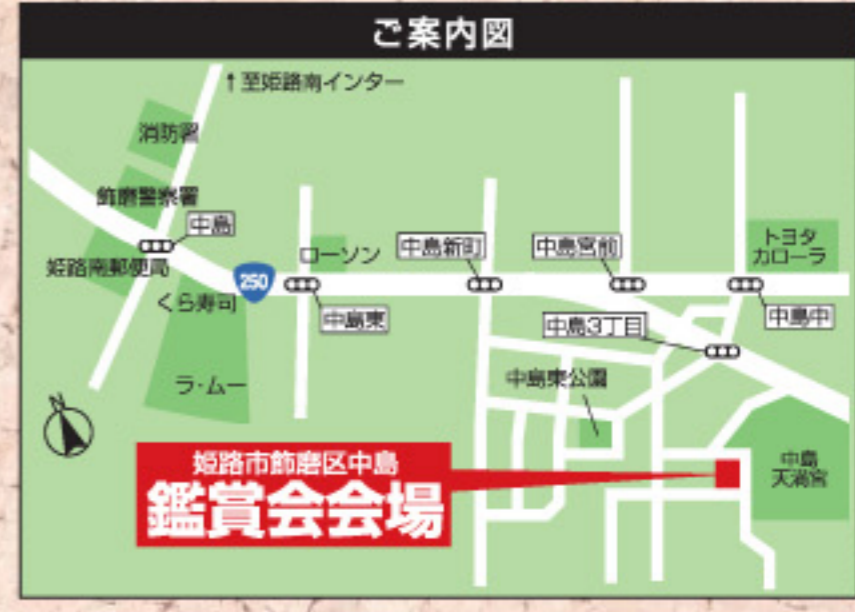 ご案内図
↑至姫路南インター
消防署
飾磨警察署
中島
姫路南郵便局
くら寿司
250
ローソン
中島東
中島新町
中島宮前
トヨタ
カローラ
中島中
中島3丁目
ラ・ムー
中島東公園
N
姫路市飾磨区中島
鑑賞会会場
中島
天満宮